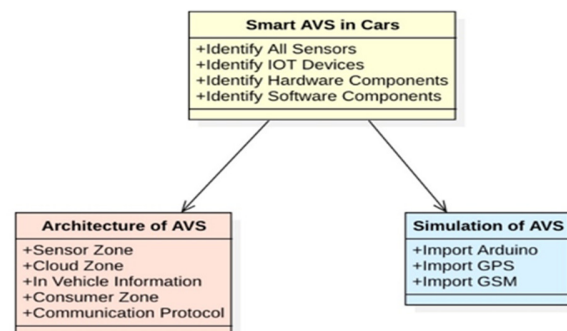 Smart AVS in Cars
+Identify All Sensors
+Identify IOT Devices
+Identify Hardware Components
+Identify Software Components
Architecture of AVS
+Sensor Zone
+Cloud Zone
+In Vehicle Information
+Consumer Zone
+Communication Protocol
Simulation of AVS
+Import Arduino
+Import GPS
+Import GSM